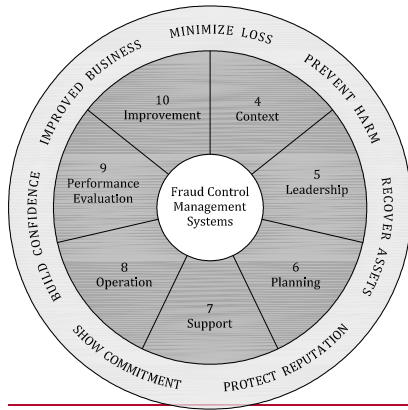 MINIMIZE LOSS
PREVENT HARM
RECOVER ASSETS
PROTECT REPUTATION
SHOW COMMITMENT
BUILD CONFIDENCE
IMPROVED BUSINESS
4
Context
5
Leadership
6
Planning
7
Support
8
Operation
9
Performance
Evaluation
10
Improvement
Fraud Control
Management
Systems